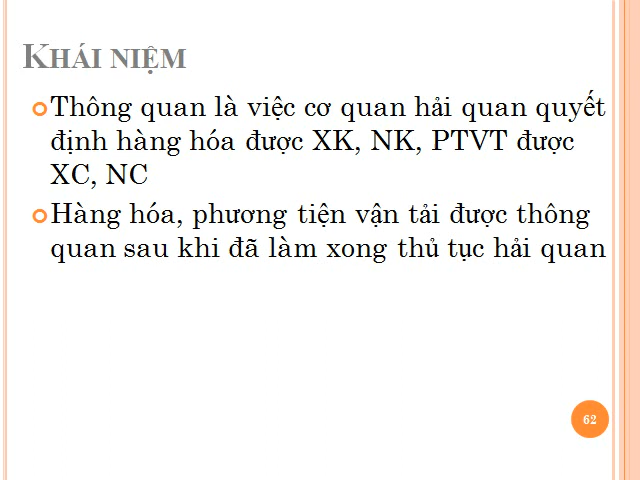 KHÁI NIỆM
Thông quan là việc cơ quan hải quan quyết
định hàng hóa được XK, NK, PTVT được
XC, NC
Hàng hóa, phương tiện vận tải được thông
quan sau khi đã làm xong thủ tục hải quan
62